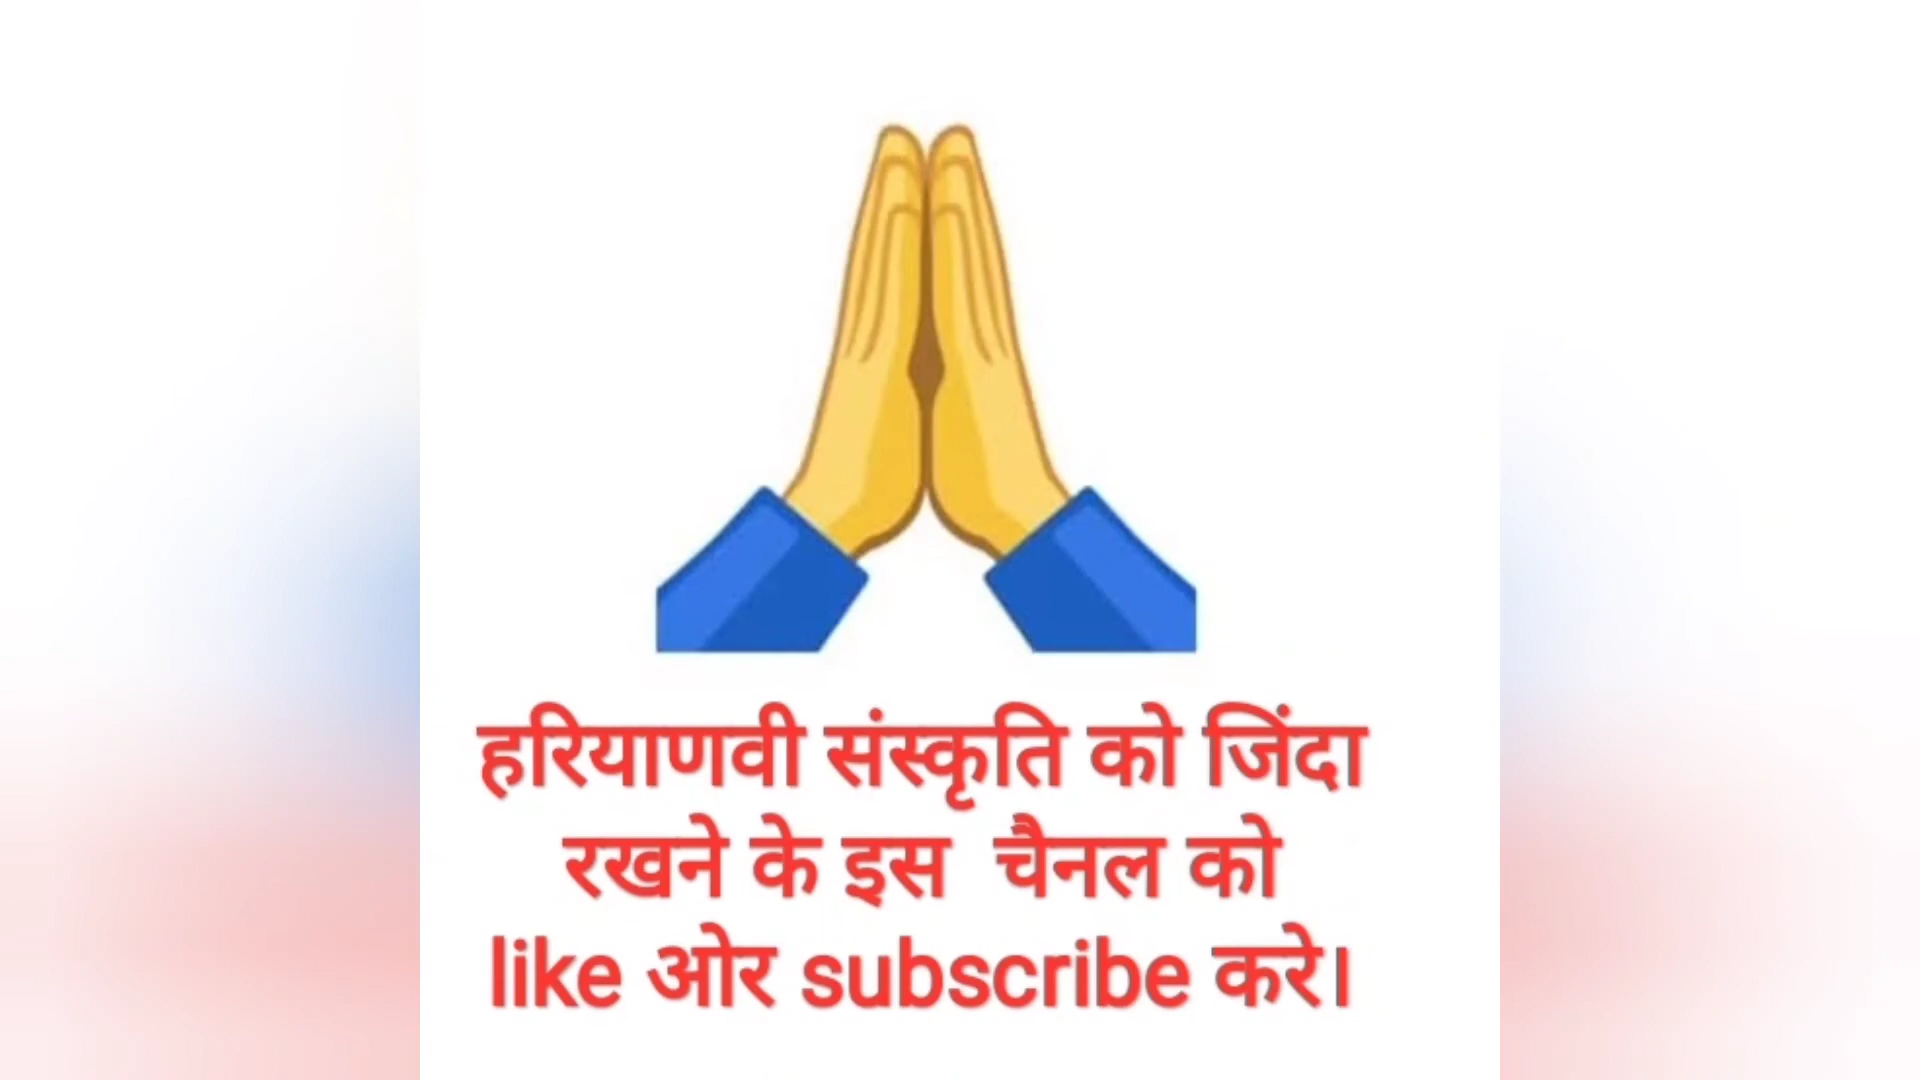 हरियाणवी संस्कृति को जिंदा
रखने के इस चैनल को
like ओर subscribe करे।